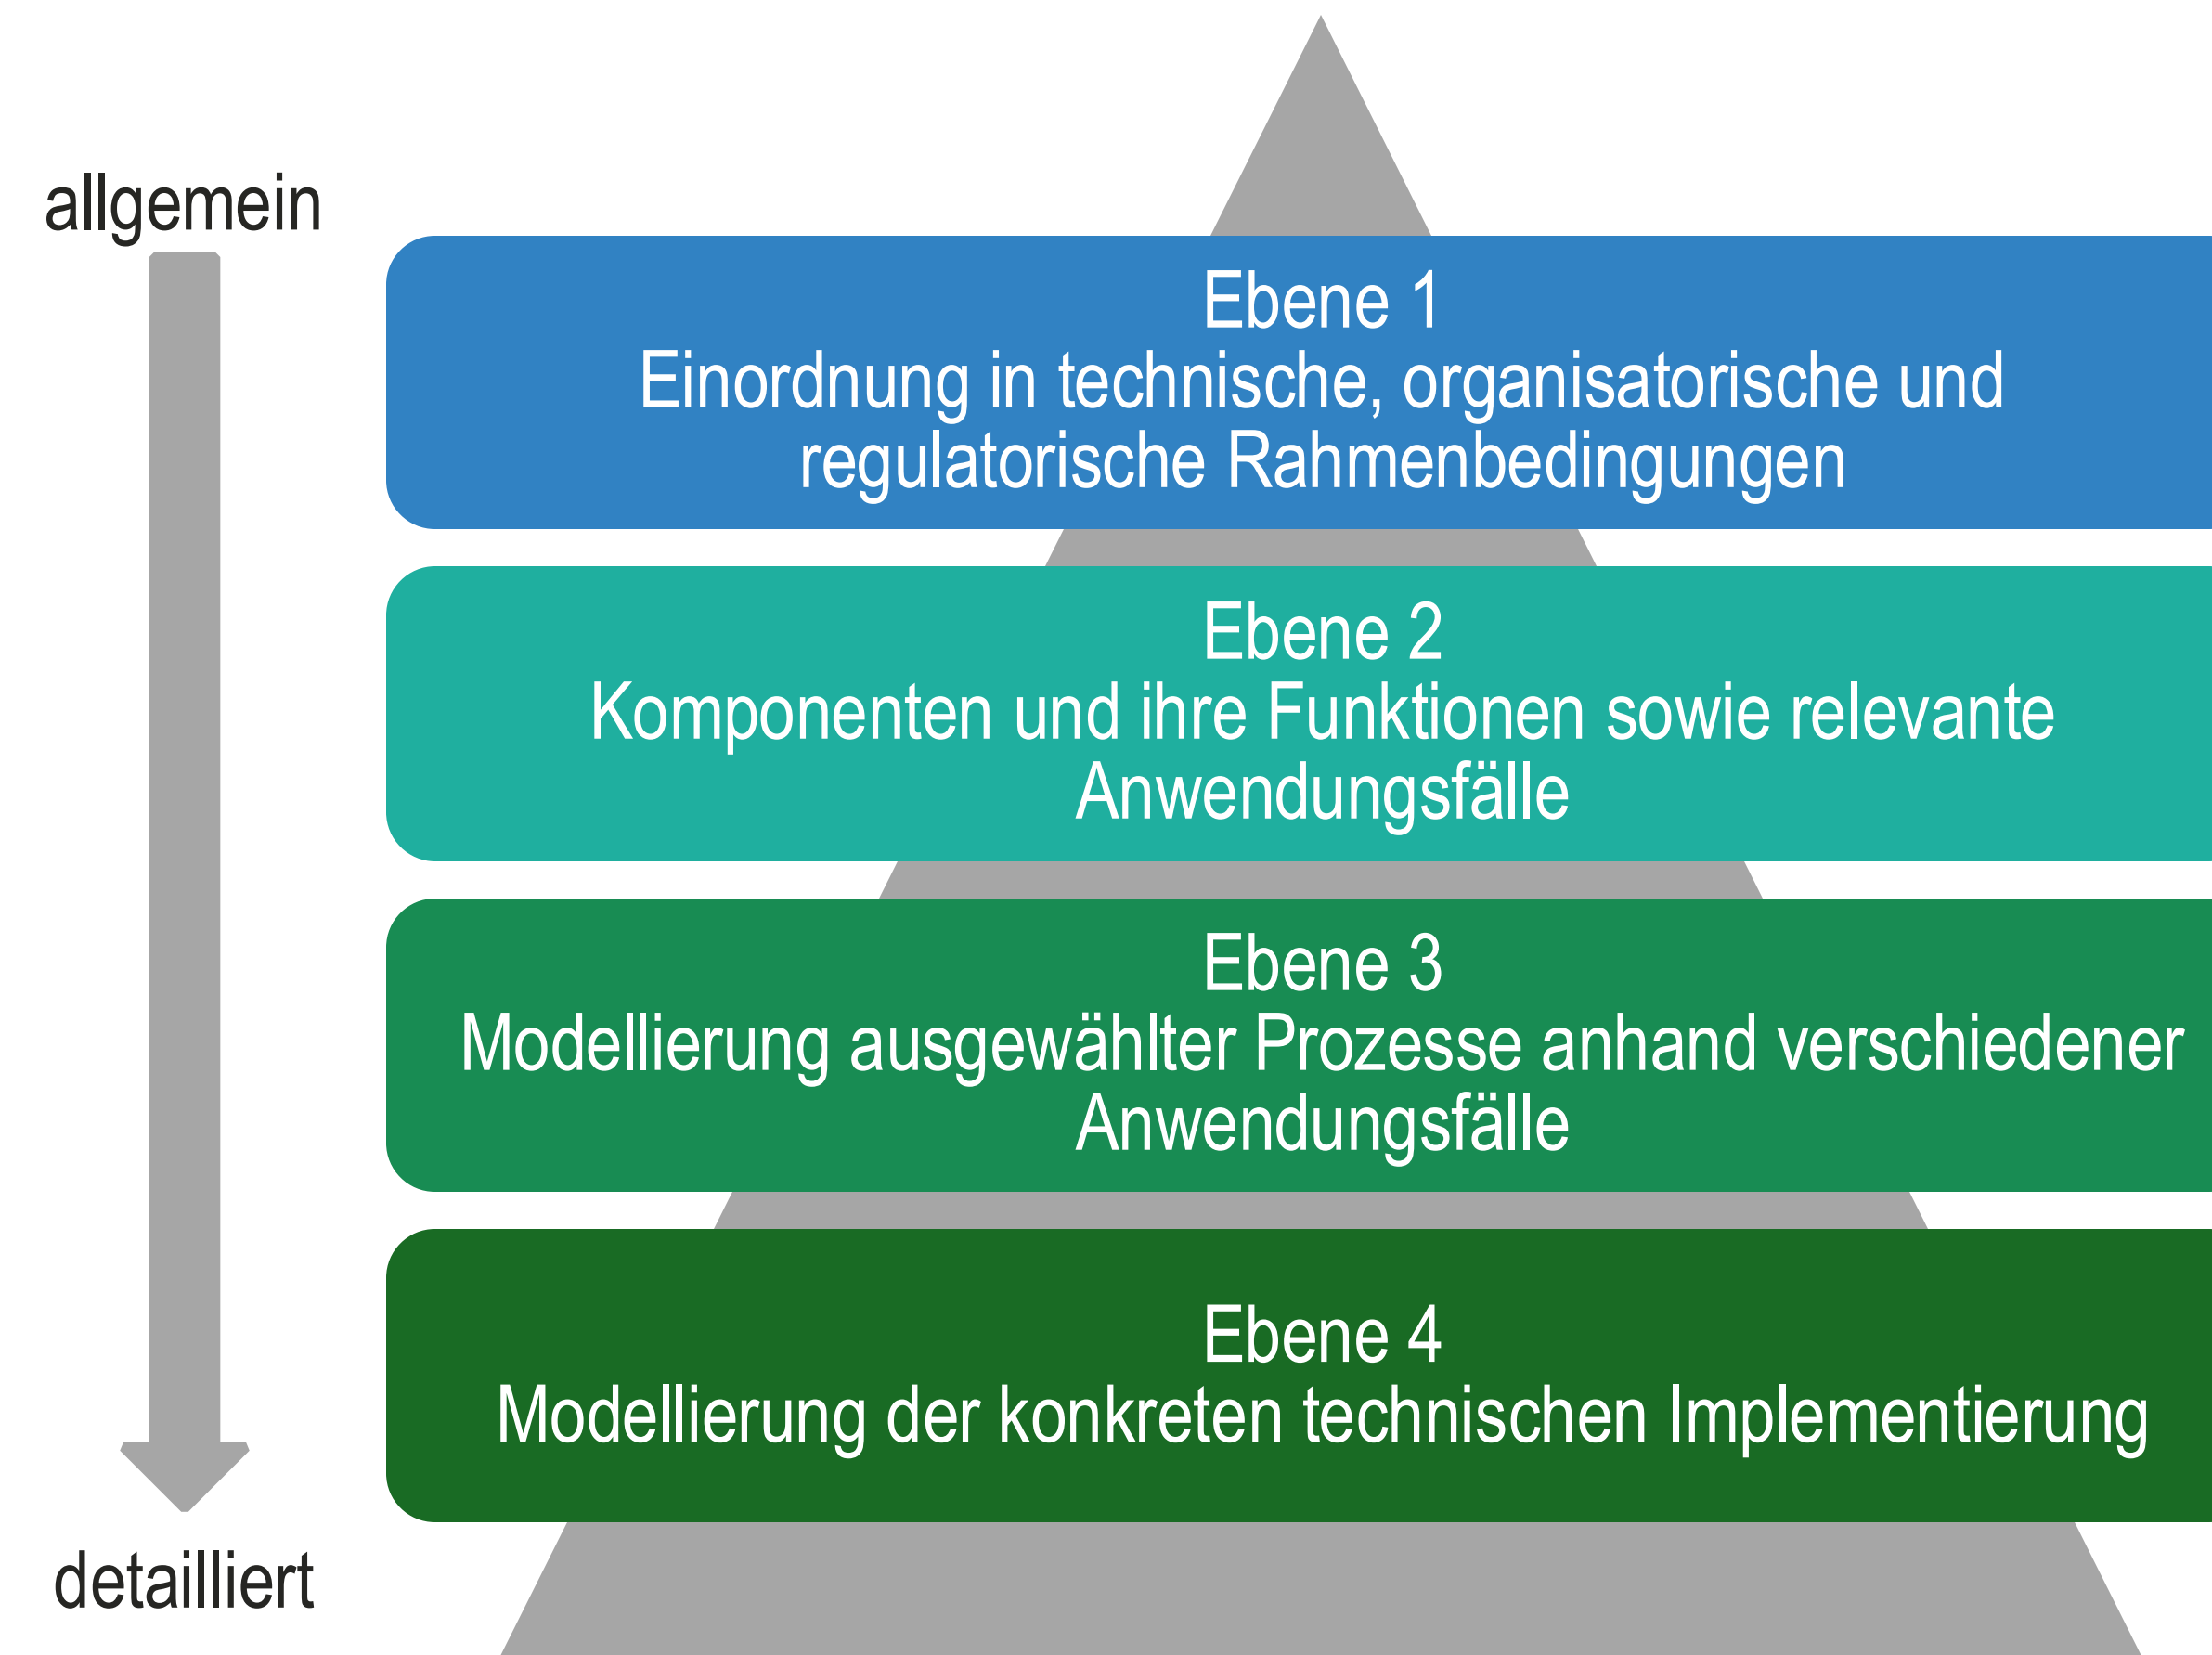 allgemein
Ebene 1
Einordnung in technische, organisatorische und
regulatorische Rahmenbedingungen
Ebene 2
Komponenten und ihre Funktionen sowie relevante
Anwendungsfälle
Ebene 3
Modellierung ausgewählter Prozesse anhand verschiedener
Anwendungsfälle
Ebene 4
Modellierung der konkreten technischen Implementierung
detailliert